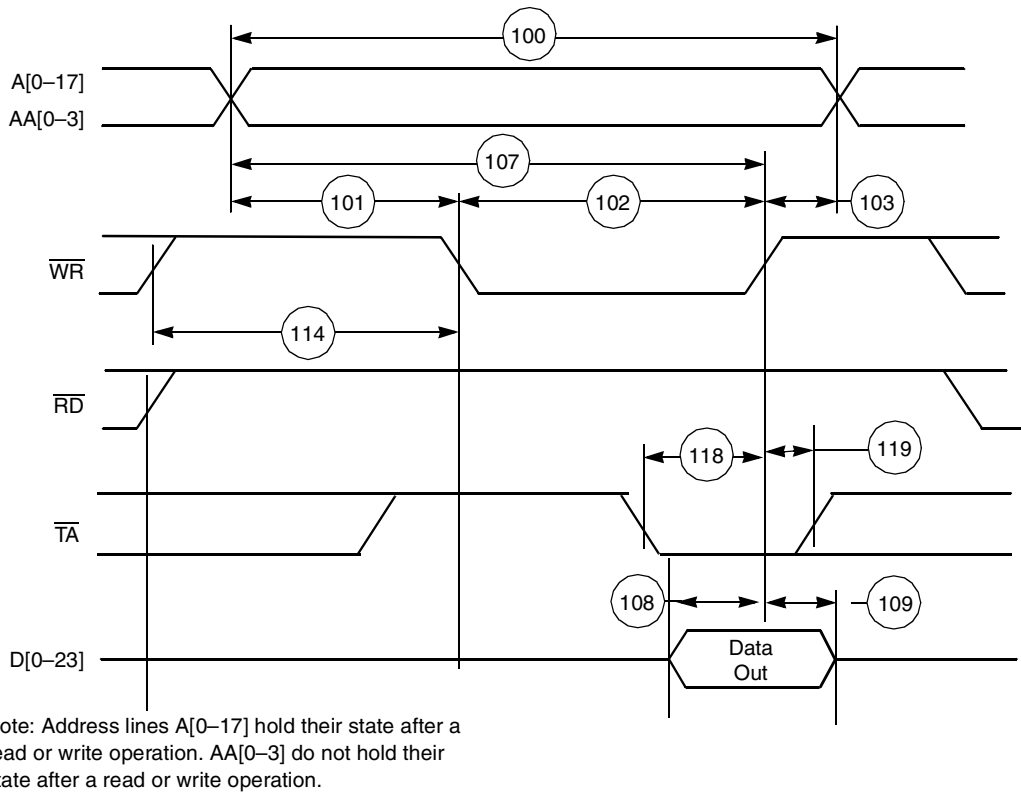 100
A[0–17]
AA[0–3]
107
101
102
103
WR
114
RD
118
119
TA
108
109
D[0–23]
Data
Out
ote: Address lines A[0–17] hold their state after a
ead or write operation. AA[0–3] do not hold their
tate after a read or write operation.